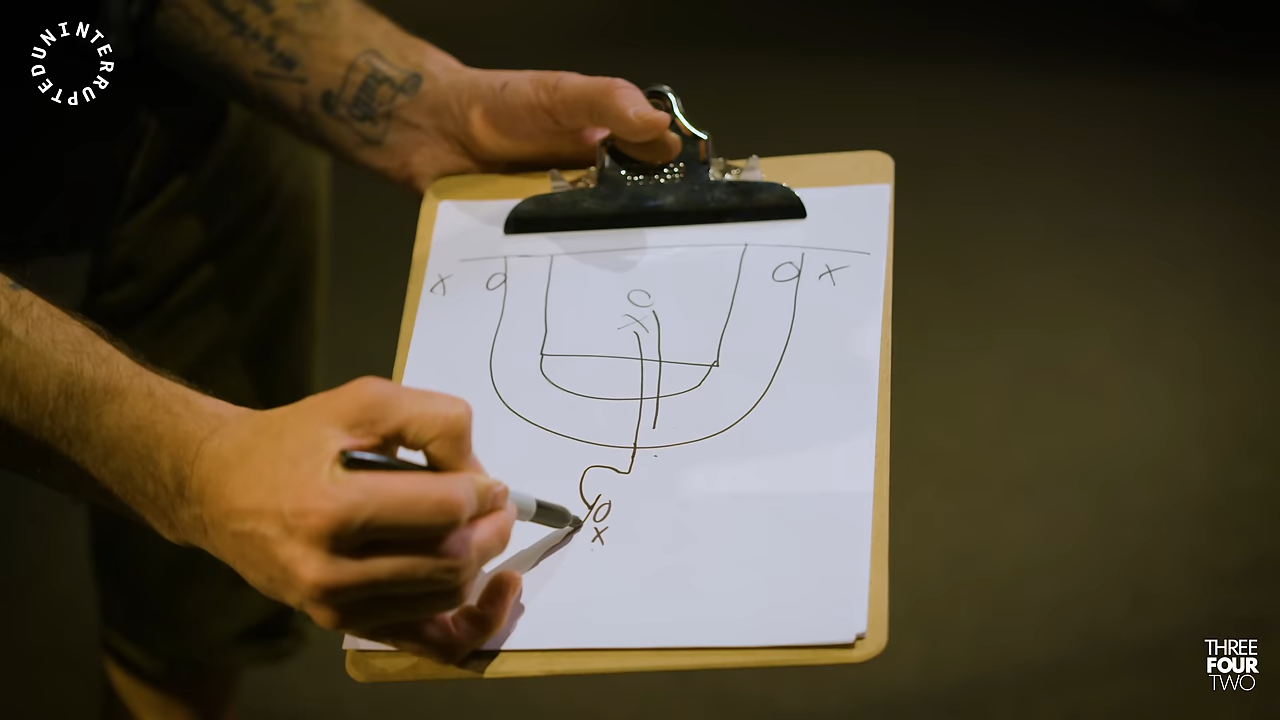 UNINTERRUPTED
X O O X
O
X
O
X
THREE
FOUR
TWO